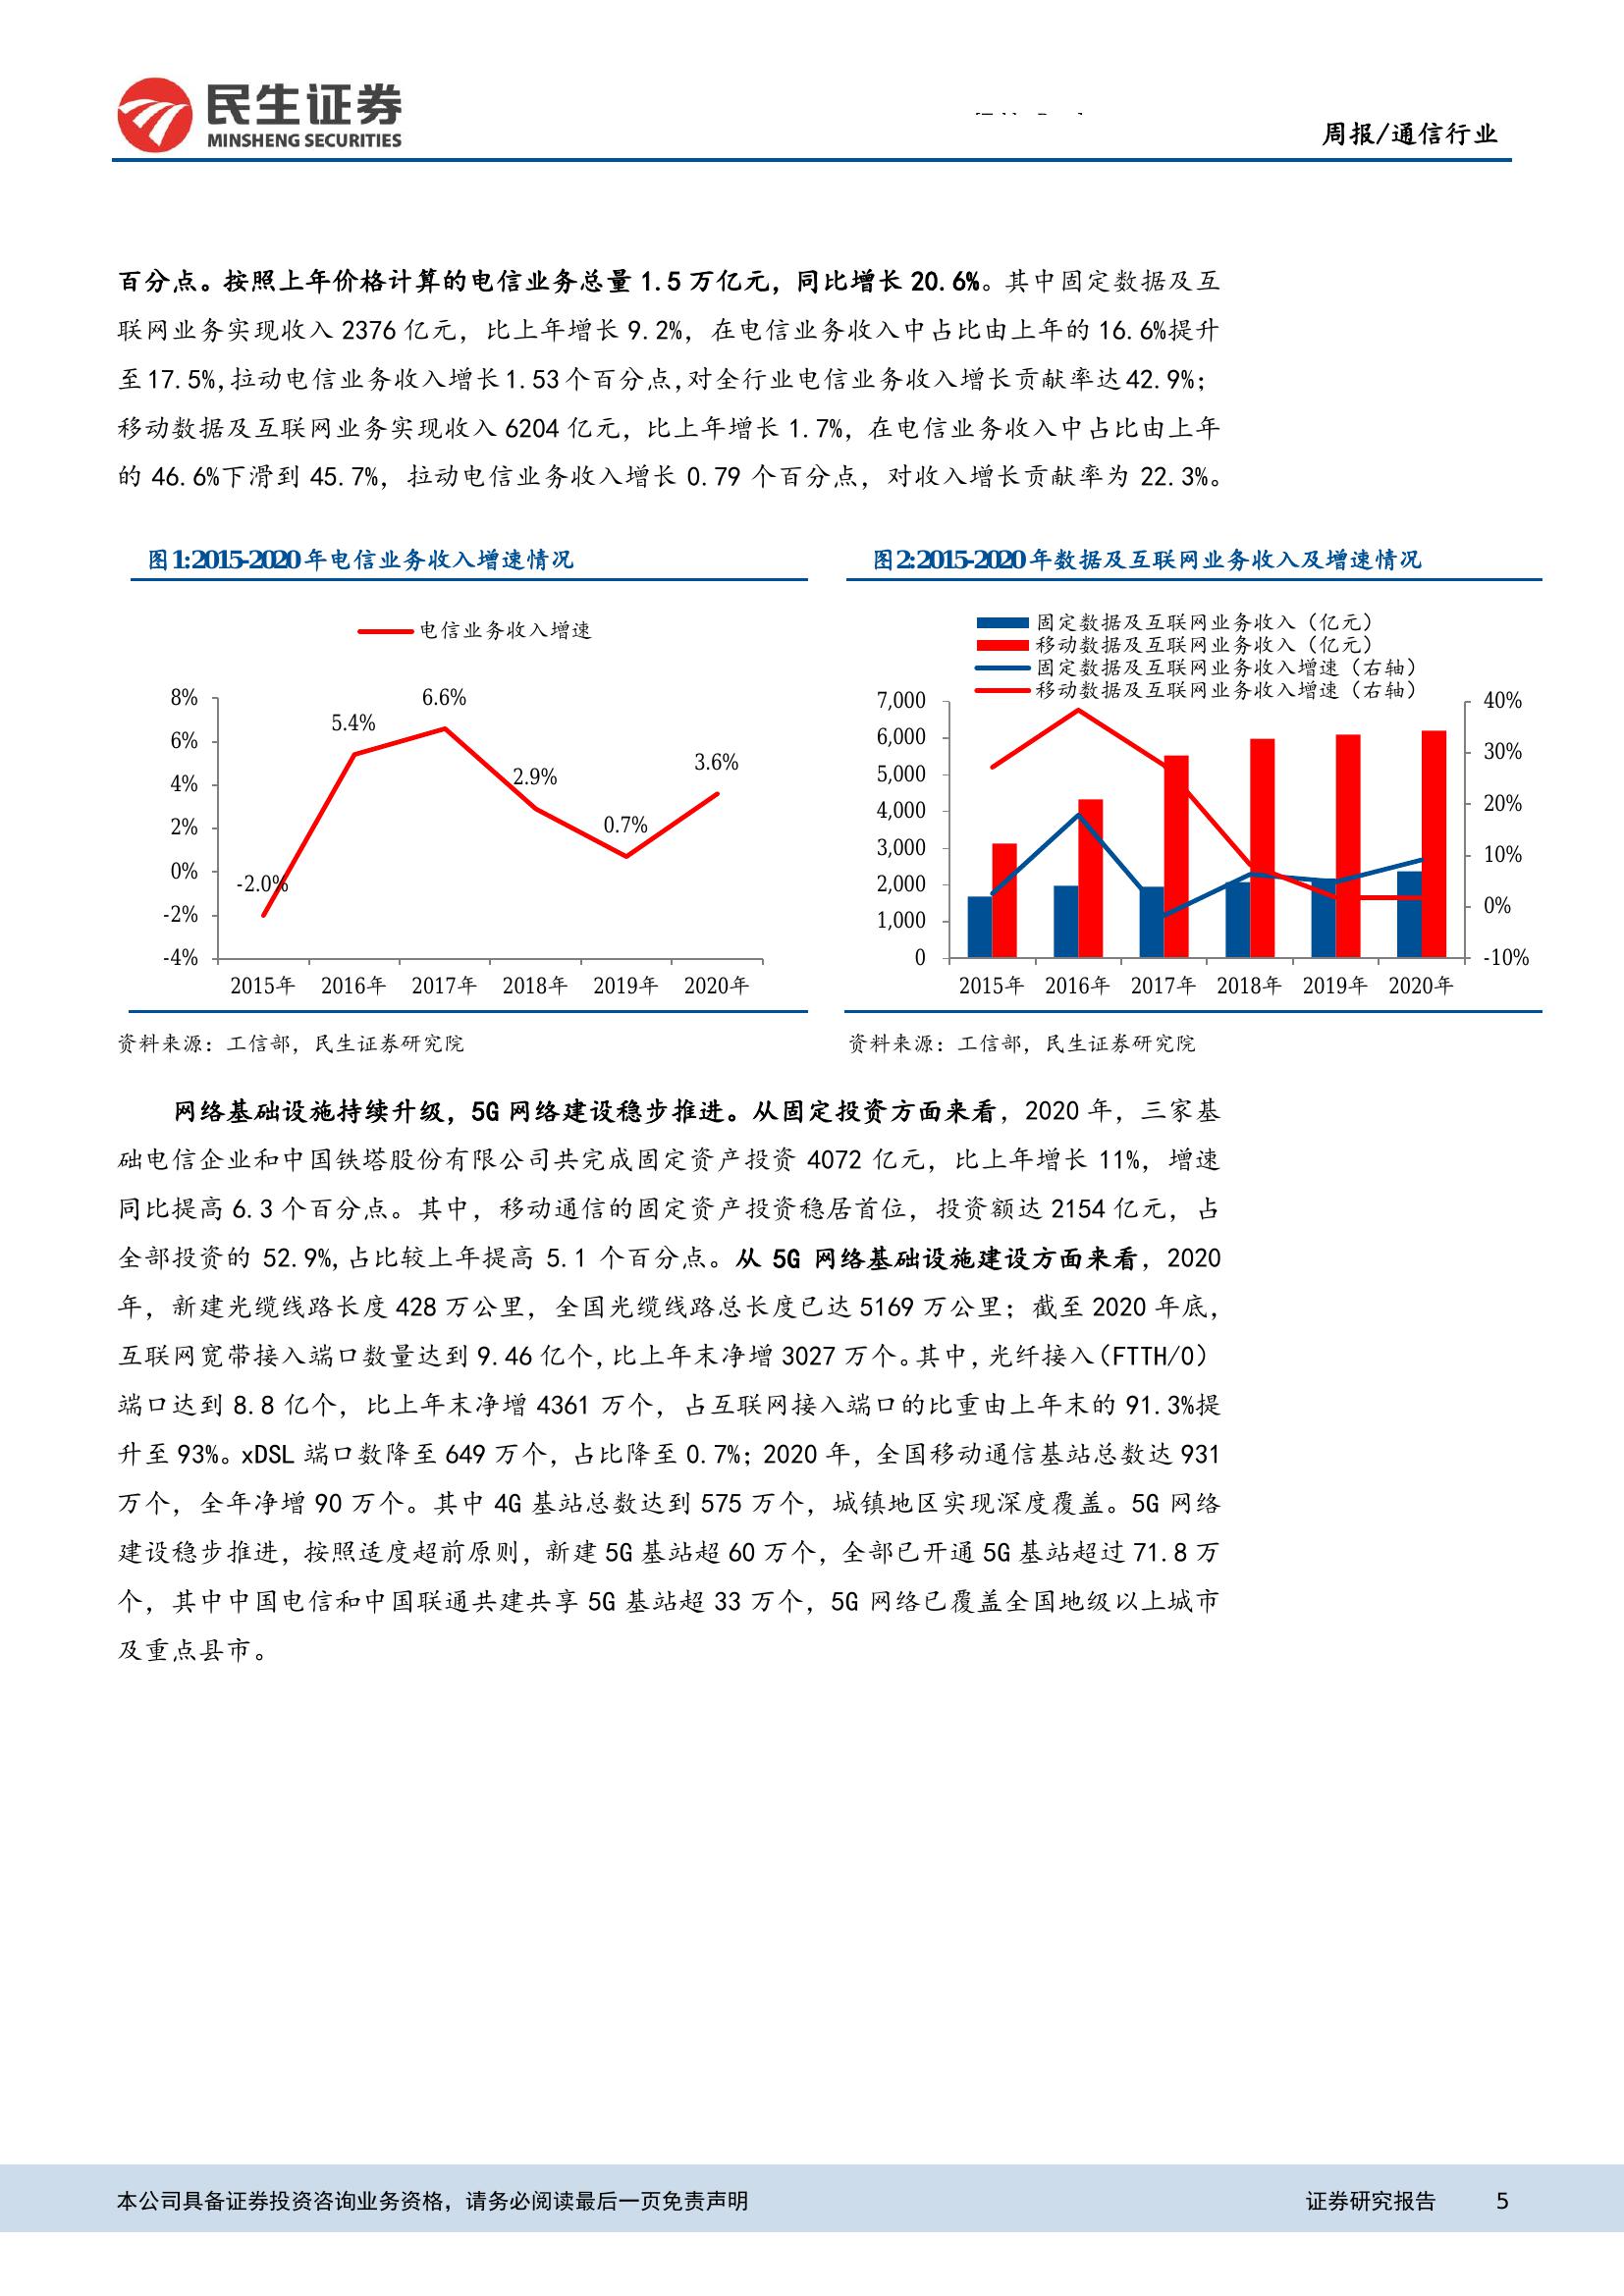 民生证券
MINSHENG SECURITIES
周报/通信行业
百分点。按照上年价格计算的电信业务总量 1.5 万亿元，同比增长 20.6%。其中固定数据及互
联网业务实现收入 2376 亿元，比上年增长 9.2%，在电信业务收入中占比由上年的 16.6%提升
至 17.5%,拉动电信业务收入增长 1.53 个百分点,对全行业电信业务收入增长贡献率达 42.9%；
移动数据及互联网业务实现收入 6204 亿元，比上年增长 1.7%，在电信业务收入中占比由上年
的 46.6%下滑到 45.7%，拉动电信业务收入增长 0.79 个百分点，对收入增长贡献率为 22.3%。
图1:2015-2020年电信业务收入增速情况
电信业务收入增速
8%
6%
4%
2%
0%
-2%
-4%
-2.0%
5.4%
6.6%
2.9%
0.7%
3.6%
2015年 2016年 2017年 2018年 2019年 2020年
资料来源：工信部，民生证券研究院
图2:2015-2020年数据及互联网业务收入及增速情况
固定数据及互联网业务收入（亿元）
移动数据及互联网业务收入（亿元）
固定数据及互联网业务收入增速（右轴）
移动数据及互联网业务收入增速（右轴）
7,000
6,000
5,000
4,000
3,000
2,000
1,000
0
40%
30%
20%
10%
0%
-10%
2015年 2016年 2017年 2018年 2019年 2020年
资料来源：工信部，民生证券研究院
网络基础设施持续升级，5G 网络建设稳步推进。从固定投资方面来看，2020 年，三家基
础电信企业和中国铁塔股份有限公司共完成固定资产投资 4072 亿元，比上年增长 11%，增速
同比提高 6.3 个百分点。其中，移动通信的固定资产投资稳居首位，投资额达 2154 亿元，占
全部投资的 52.9%,占比较上年提高 5.1 个百分点。从 5G 网络基础设施建设方面来看，2020
年，新建光缆线路长度 428 万公里，全国光缆线路总长度已达 5169 万公里；截至 2020 年底，
互联网宽带接入端口数量达到 9.46 亿个,比上年末净增 3027 万个。其中,光纤接入（FTTH/O）
端口达到 8.8 亿个，比上年末净增 4361 万个，占互联网接入端口的比重由上年末的 91.3%提
升至 93%。xDSL 端口数降至 649 万个，占比降至 0.7%；2020 年，全国移动通信基站总数达 931
万个，全年净增 90 万个。其中 4G 基站总数达到 575 万个，城镇地区实现深度覆盖。5G 网络
建设稳步推进，按照适度超前原则，新建 5G 基站超 60 万个，全部已开通 5G 基站超过 71.8 万
个，其中中国电信和中国联通共建共享 5G 基站超 33 万个，5G 网络已覆盖全国地级以上城市
及重点县市。
本公司具备证券投资咨询业务资格，请务必阅读最后一页免责声明
证券研究报告 5